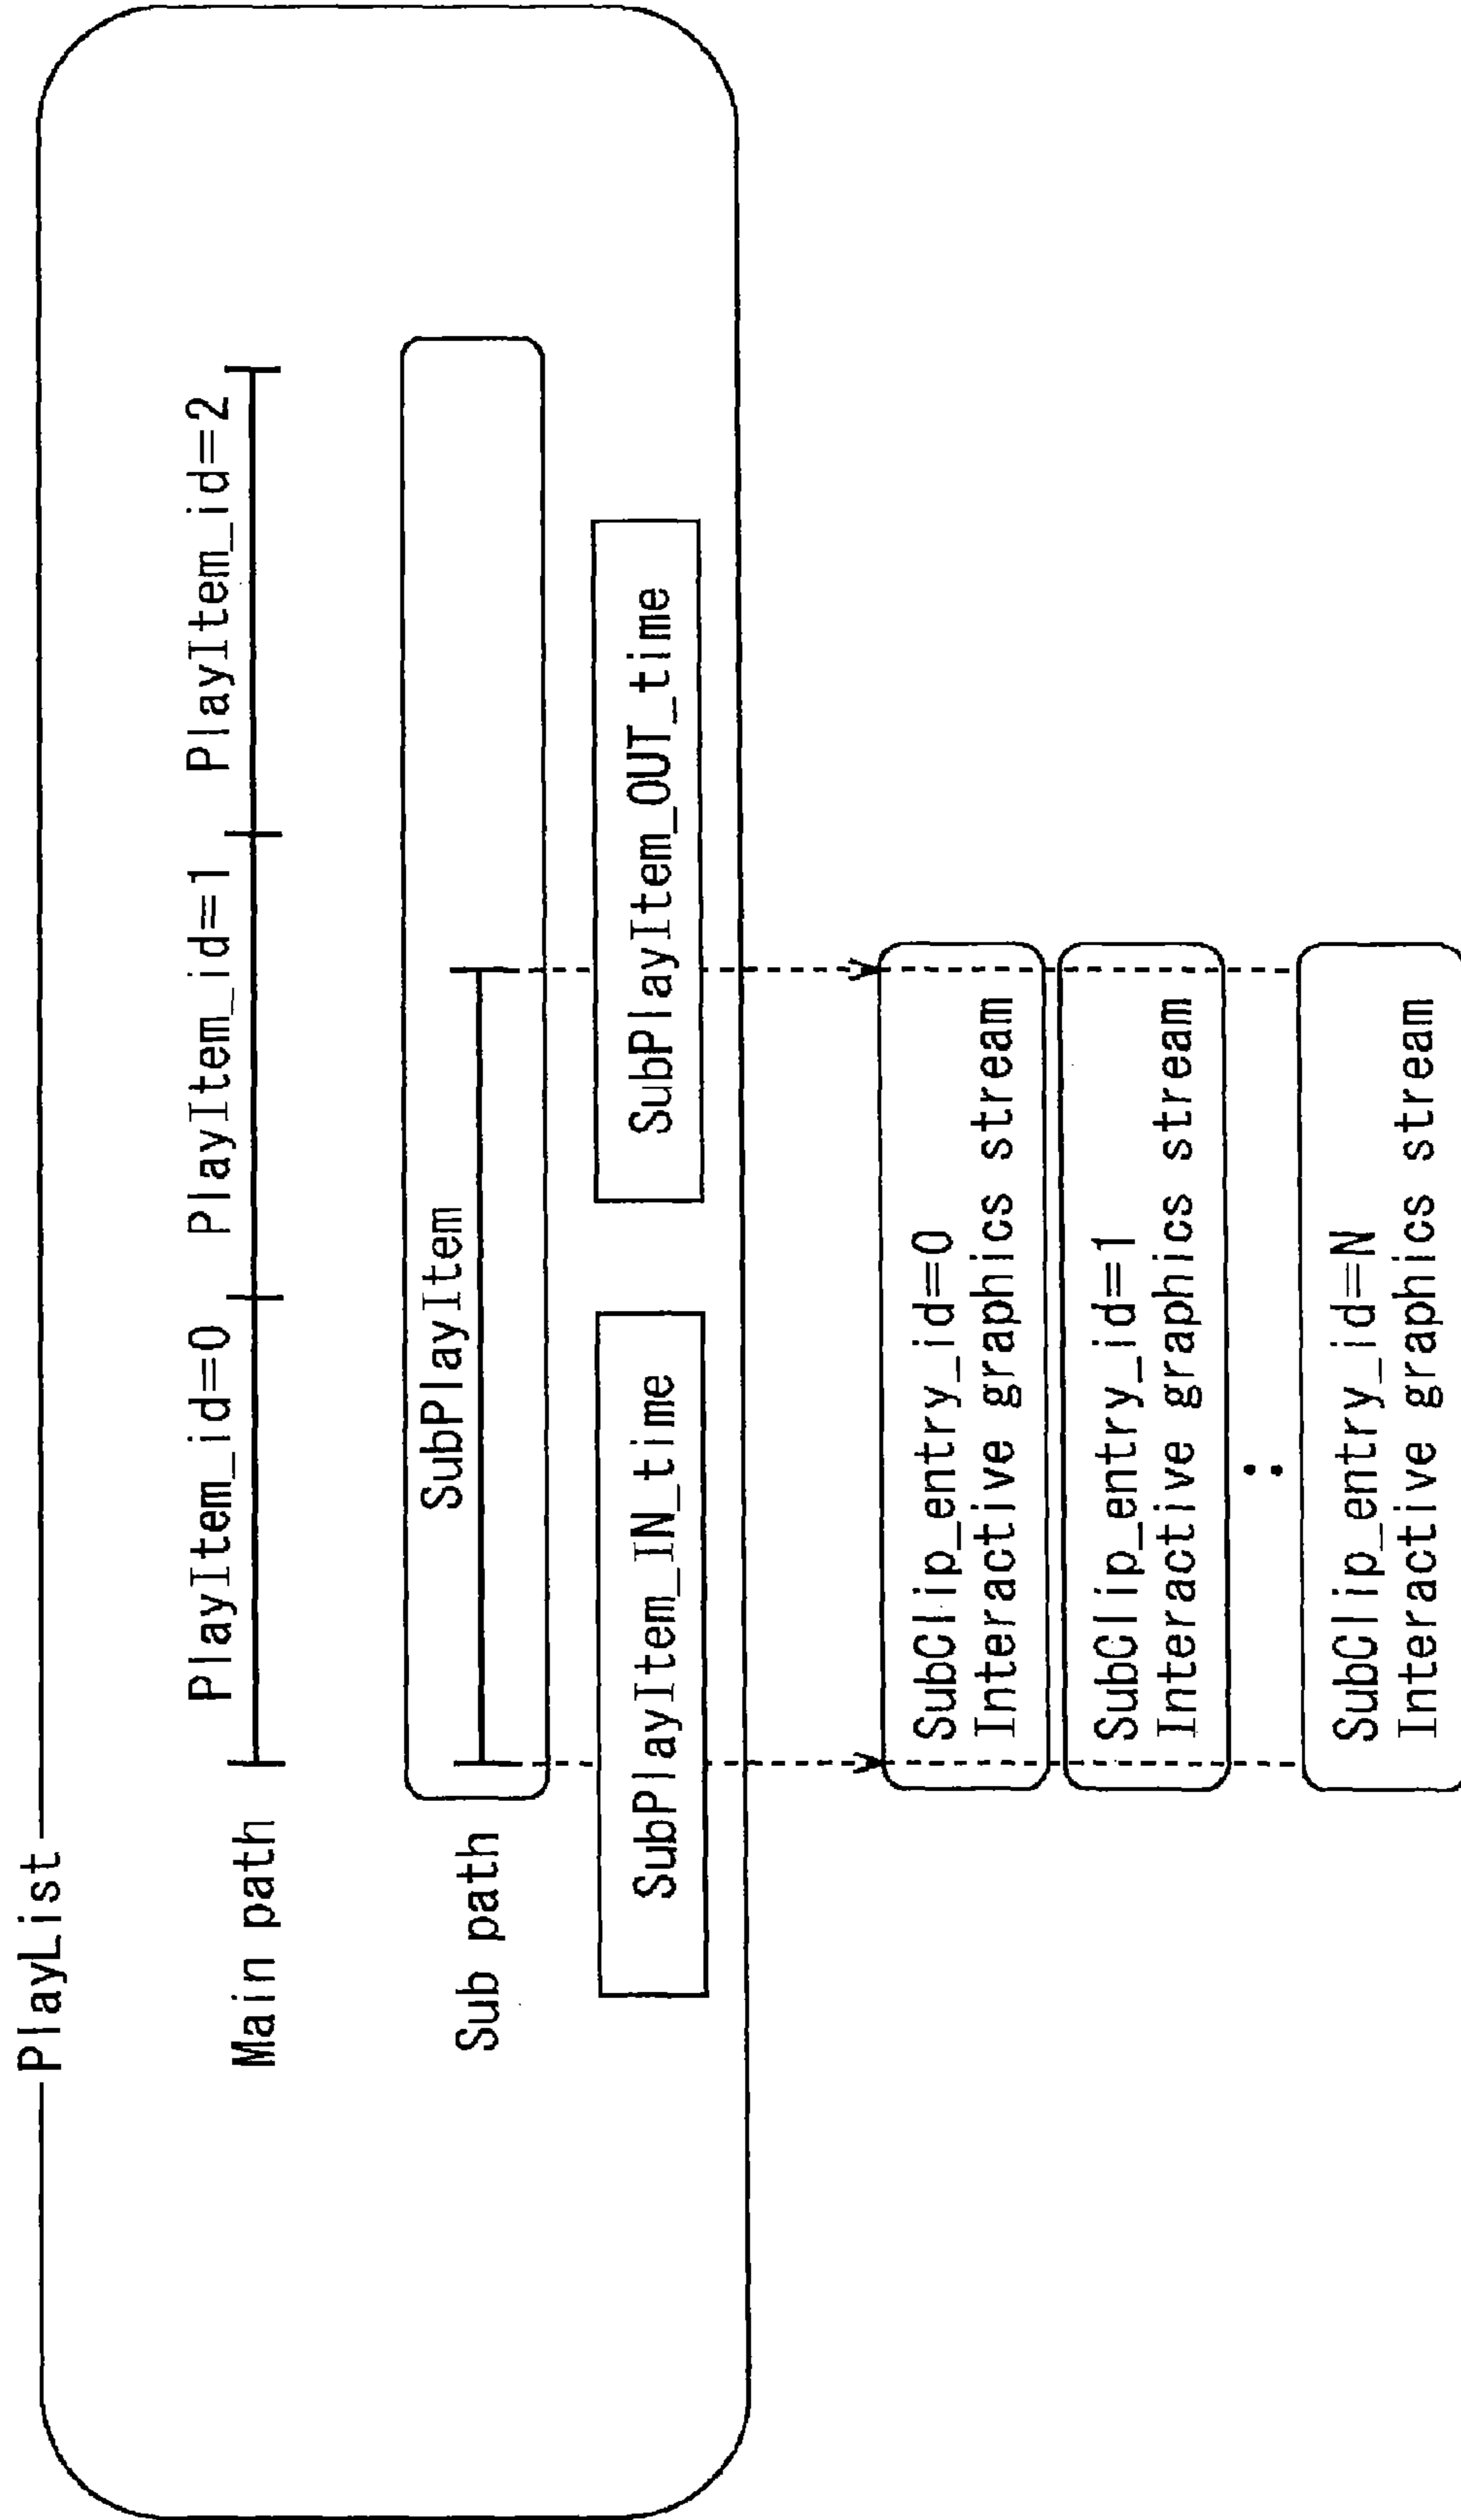 PlayList
Main path
PlayItem_id=0 PlayItem_id=1 PlayItem_id=2
Sub path
SubPlayItem
SubPlayItem_IN_time
SubPlayItem_OUT_time
SubClip_entry_id=0
Interactive graphics stream
SubClip_entry_id=1
Interactive graphics stream
SubClip_entry_id=N
Interactive graphics stream